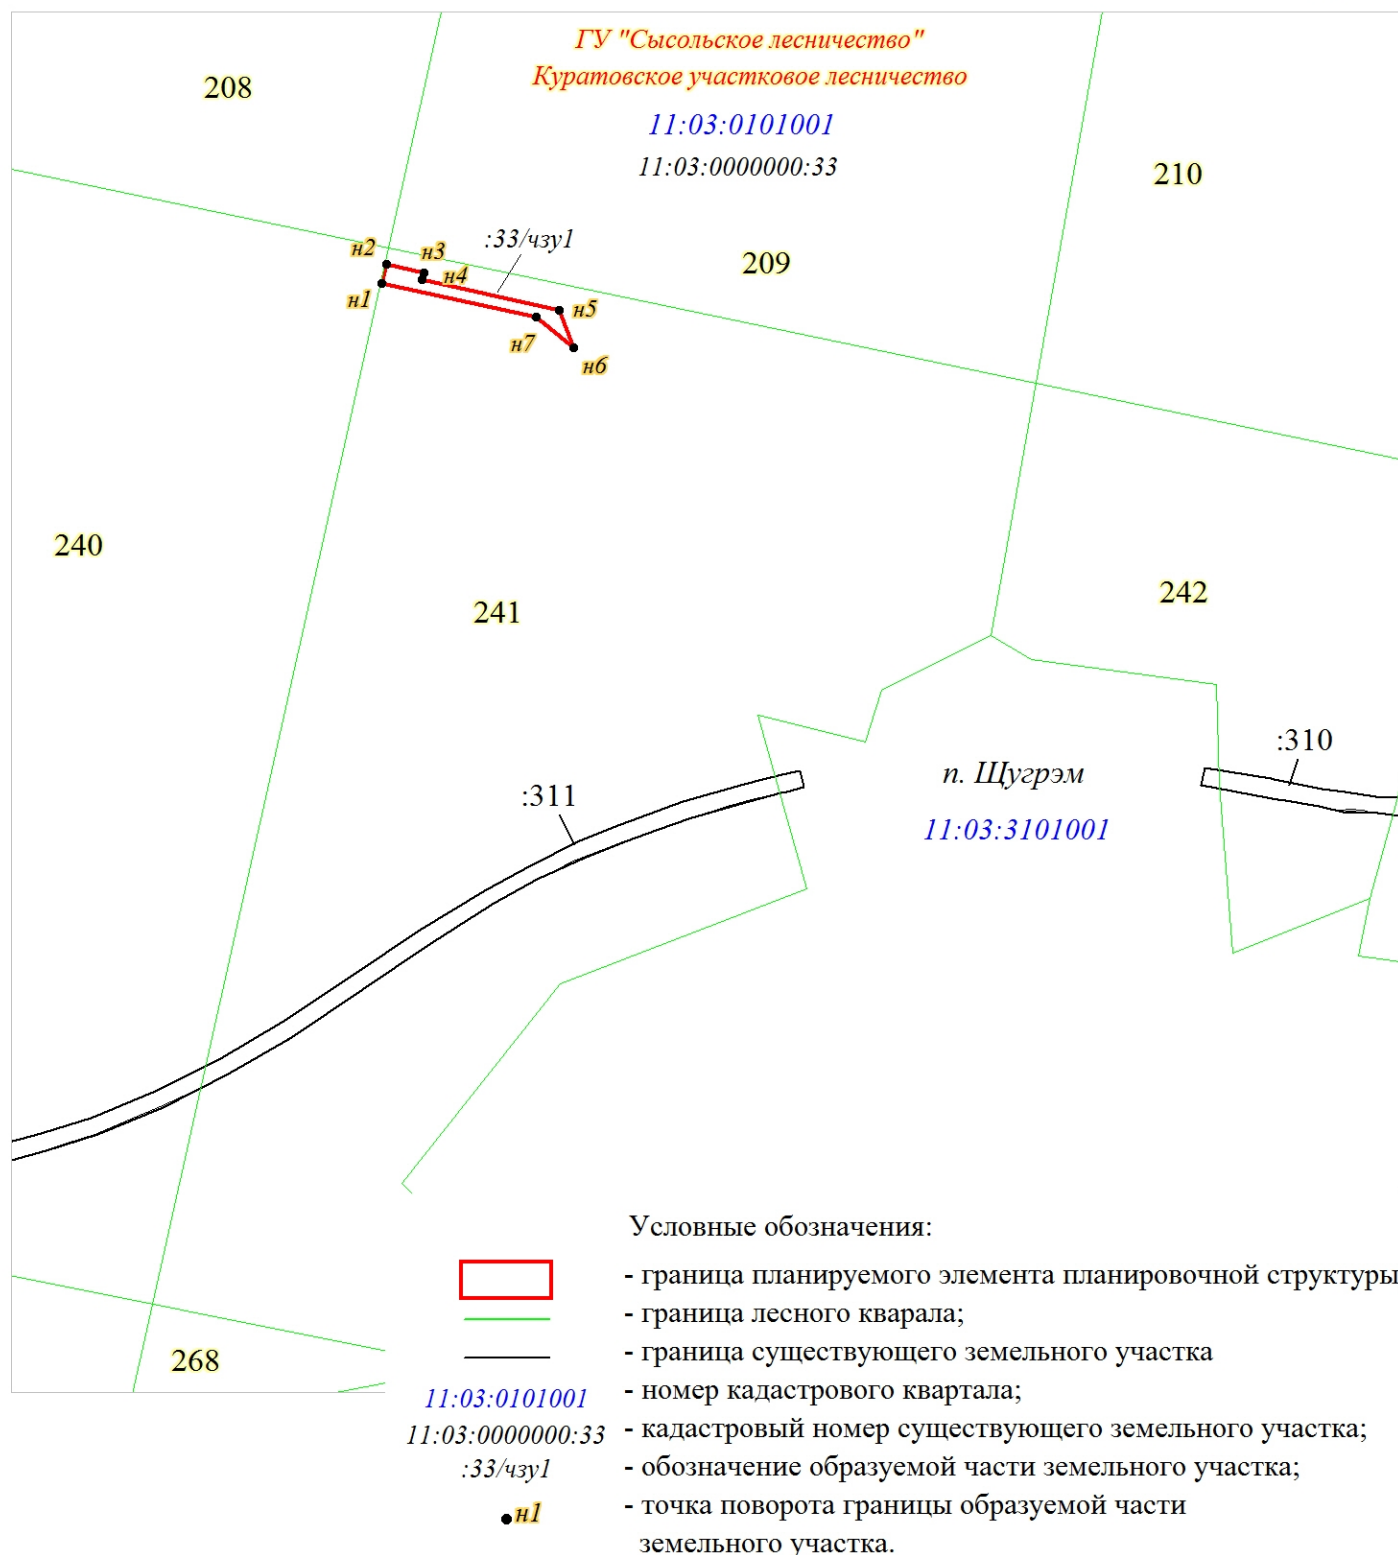 ГУ "Сысольское лесничество"
Куратовское участковое лесничество
208
11:03:0101001
11:03:0000000:33
210
:33/чзу1
н2
н3
209
н4
н1
н5
н7
н6
240
241
242
:310
п. Щугрэм
:311
11:03:3101001
Условные обозначения:
- граница планируемого элемента планировочной структуры
- граница лесного кварала;
268
- граница существующего земельного участка
11:03:0101001 - номер кадастрового квартала;
11:03:0000000:33 - кадастровый номер существующего земельного участка;
:33/чзу1 - обозначение образуемой части земельного участка;
н1 - точка поворота границы образуемой части
земельного участка.